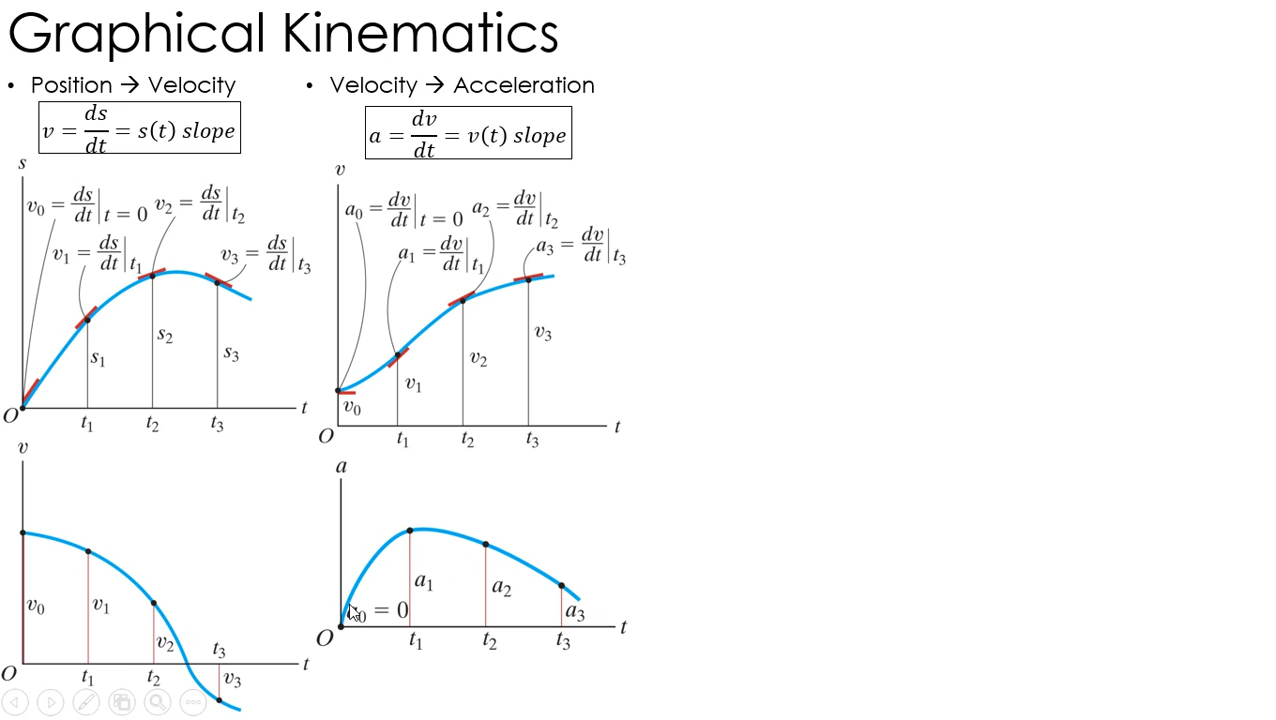 Graphical Kinematics
• Position → Velocity
v = ds/dt = s(t) slope
s
v₀ = ds/dt|t = 0
v₂ = ds/dt|t₂
v₁ = ds/dt|t₁
v₃ = ds/dt|t₃
s₁
s₂
s₃
O
t₁
t₂
t₃
t
v
v₀
v₁
v₂
t₃
v₃
O
t₁
t₂
t
• Velocity → Acceleration
a = dv/dt = v(t) slope
v
a₀ = dv/dt|t = 0
a₂ = dv/dt|t₂
a₁ = dv/dt|t₁
a₃ = dv/dt|t₃
v₀
v₁
v₂
v₃
O
t₁
t₂
t₃
t
a
₀ = 0
a₁
a₂
a₃
O
t₁
t₂
t₃
t